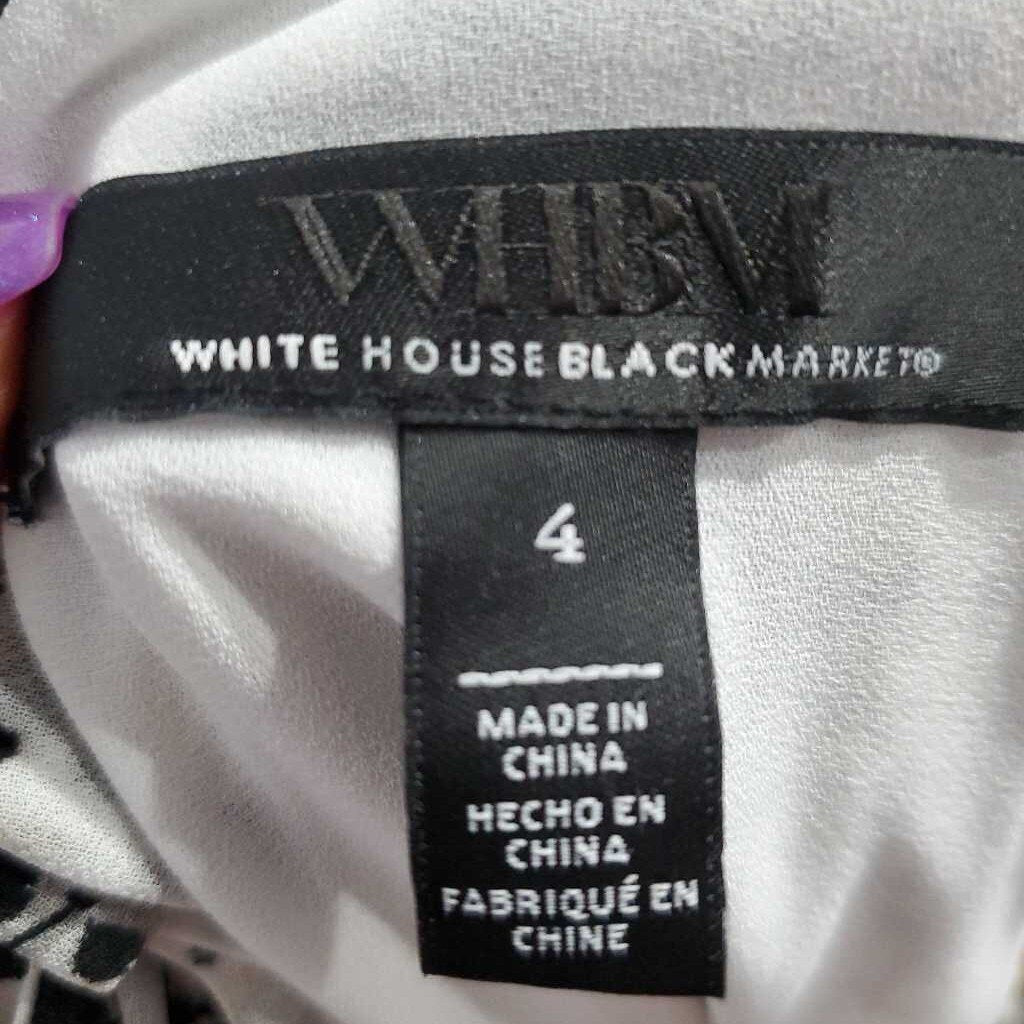 WHBM
WHITE HOUSE BLACK MARKET®
4
MADE IN
CHINA
HECHO EN
CHINA
FABRIQUÉ EN
CHINE